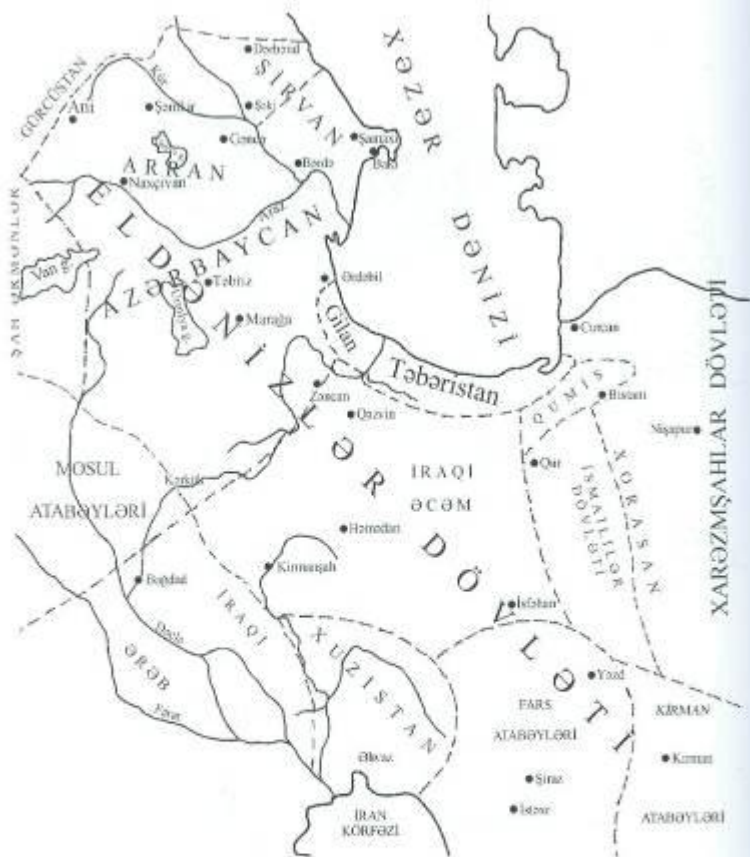 Dərbənd
XƏZƏR
DƏNİZİ
GÜRCÜSTAN
Kür
ŞİRVAN
Ani
Şəmkir
Şəki
Gəncə
Şamaxı
Bakı
Bərdə
ARRAN
Naxçıvan
Araz
ELDƏNİZLƏR DÖVLƏTİ
AZƏRBAYCAN
Van g.
Təbriz
Ərdəbil
Urmiya g.
Marağa
Gilan
Təbəristan
Curcan
XARƏZMŞAHLAR DÖVLƏTİ
Zəncan
Qəzvin
QUMİS
Bistam
Nişapur
MOSUL
ATABƏYLƏRİ
Kərkük
İRAQİ
ƏCƏM
İSMAİLİLƏR
DÖVLƏTİ
XORASAN
Həmədan
Bağdad
Kirmanşah
İsfahan
İRAQİ
ƏRƏB
Dəclə
Fərat
XUZİSTAN
Yəzd
FARS
ATABƏYLƏRİ
KİRMAN
Əhvaz
Şiraz
Kirman
İRAN
KÖRFƏZİ
ATABƏYLƏRİ